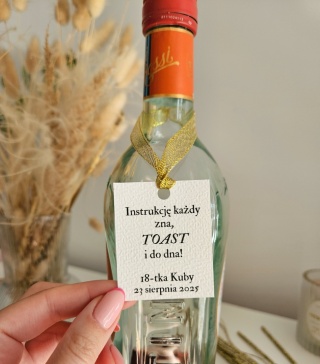 Instrukcję każdy
zna,
TOAST
i do dna!
18-tka Kuby
23 sierpnia 2025